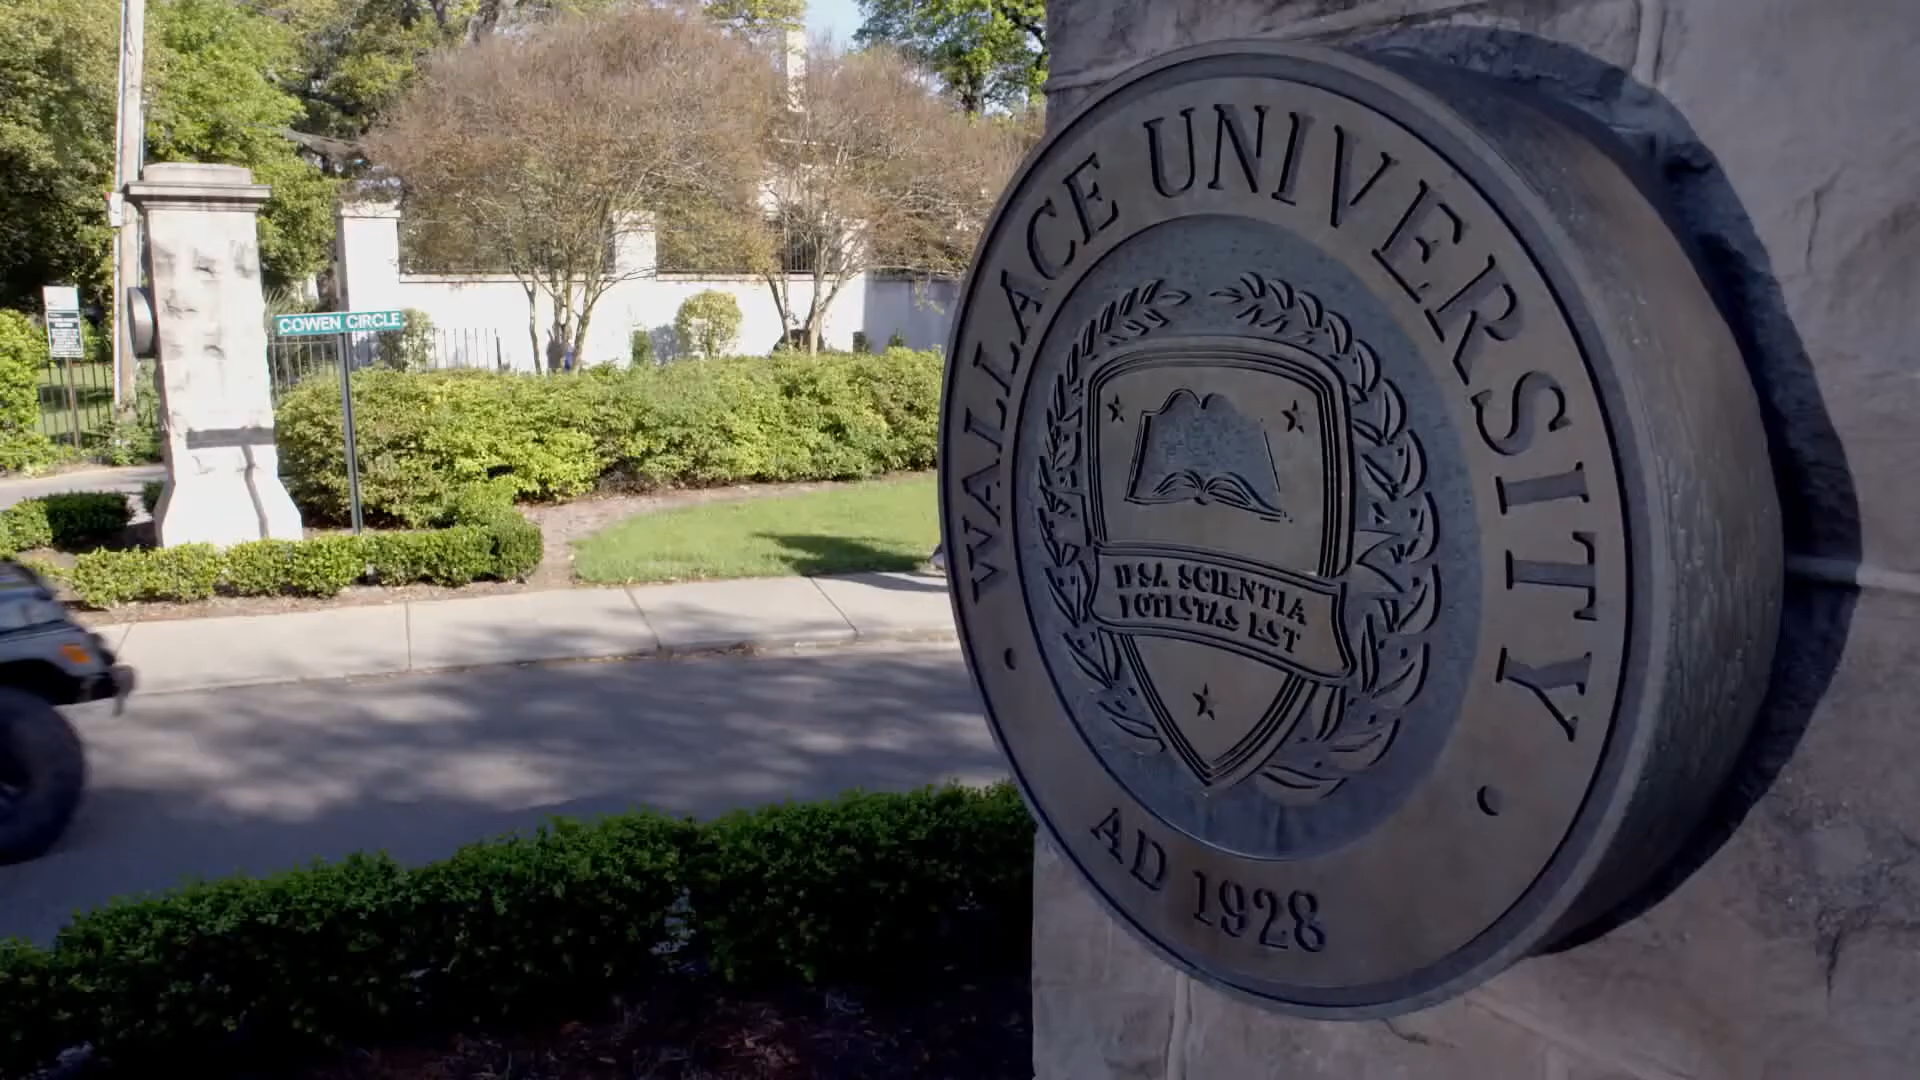 COWEN CIRCLE
WALLACE UNIVERSITY
IPSA SCIENTIA
POTESTAS EST
AD 1928